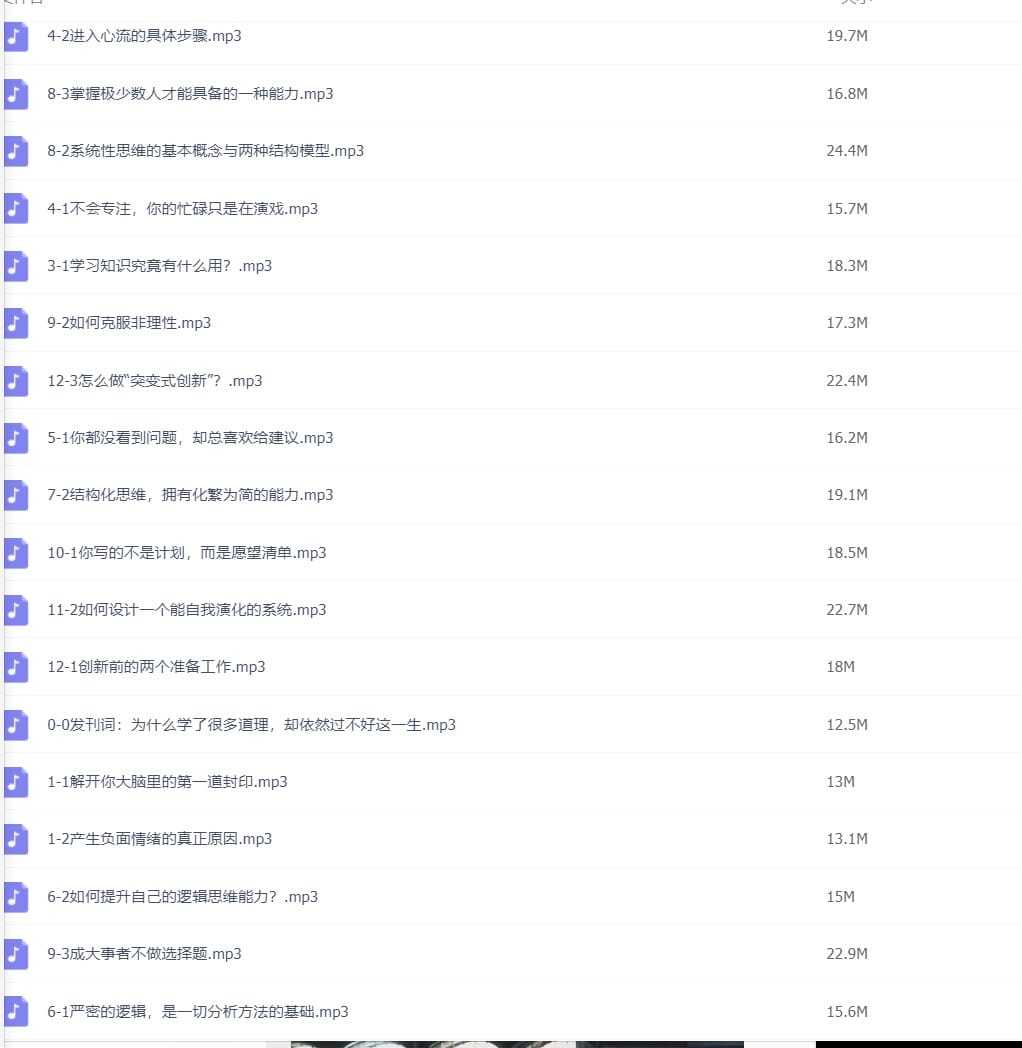 4-2进入心流的具体步骤.mp3 19.7M
8-3掌握极少数人才能具备的一种能力.mp3 16.8M
8-2系统性思维的基本概念与两种结构模型.mp3 24.4M
4-1不会专注，你的忙碌只是在演戏.mp3 15.7M
3-1学习知识究竟有什么用？.mp3 18.3M
9-2如何克服非理性.mp3 17.3M
12-3怎么做“突变式创新”？.mp3 22.4M
5-1你都没看到问题，却总喜欢给建议.mp3 16.2M
7-2结构化思维，拥有化繁为简的能力.mp3 19.1M
10-1你写的不是计划，而是愿望清单.mp3 18.5M
11-2如何设计一个能自我演化的系统.mp3 22.7M
12-1创新前的两个准备工作.mp3 18M
0-0发刊词：为什么学了很多道理，却依然过不好这一生.mp3 12.5M
1-1解开你大脑里的第一道封印.mp3 13M
1-2产生负面情绪的真正原因.mp3 13.1M
6-2如何提升自己的逻辑思维能力？.mp3 15M
9-3成大事者不做选择题.mp3 22.9M
6-1严密的逻辑，是一切分析方法的基础.mp3 15.6M